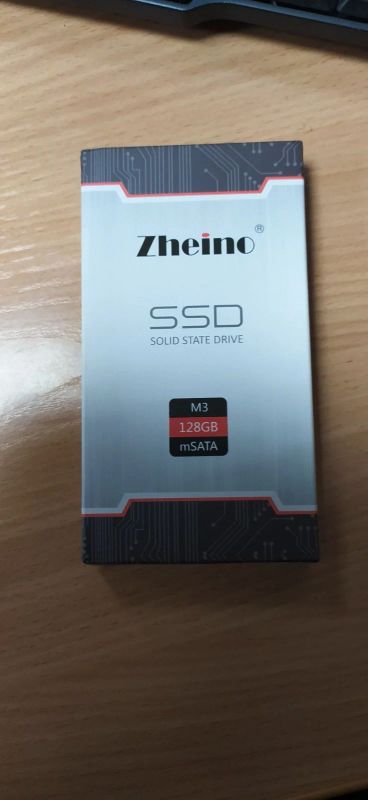 Zheino®
SSD
SOLID STATE DRIVE
M3
128GB
mSATA